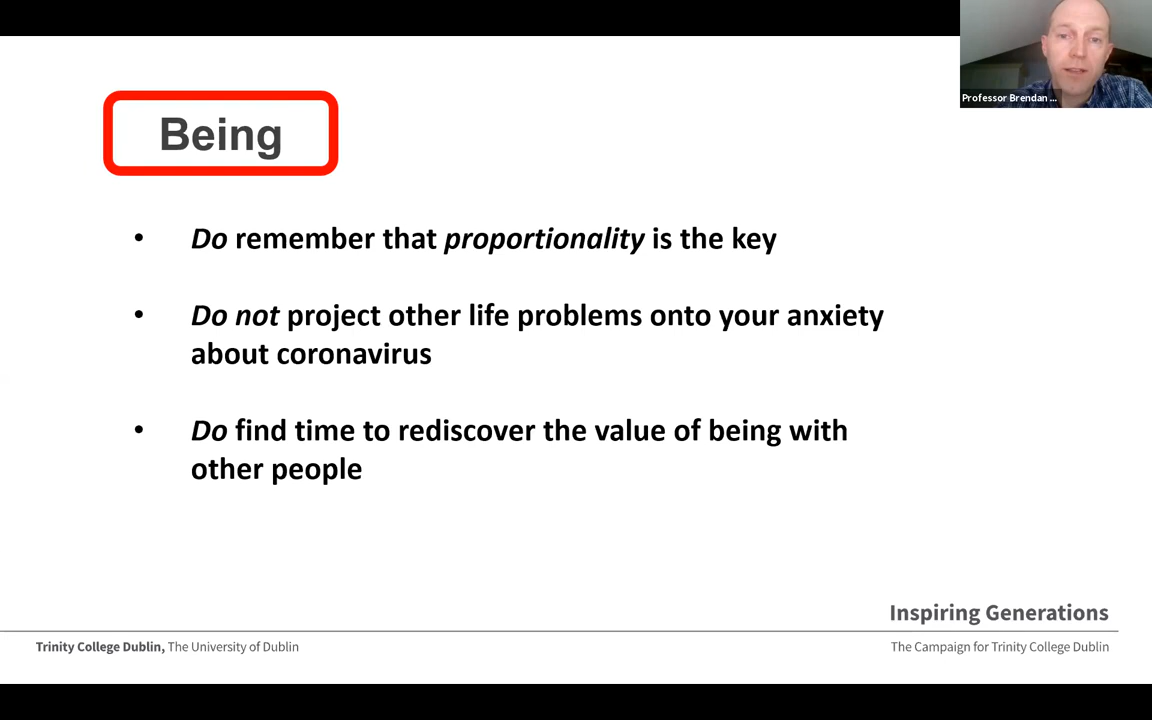 Professor Brendan ...
Being
• Do remember that proportionality is the key
• Do not project other life problems onto your anxiety
about coronavirus
• Do find time to rediscover the value of being with
other people
Inspiring Generations
Trinity College Dublin, The University of Dublin
The Campaign for Trinity College Dublin